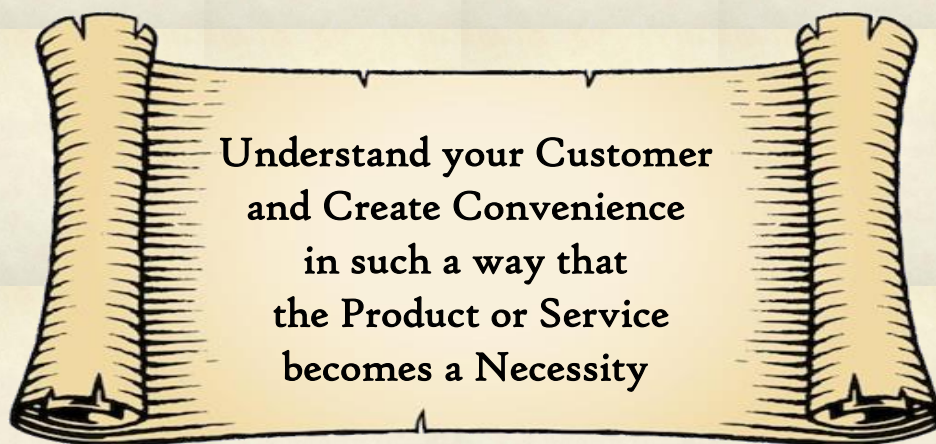 Understand your Customer
and Create Convenience
in such a way that
the Product or Service
becomes a Necessity